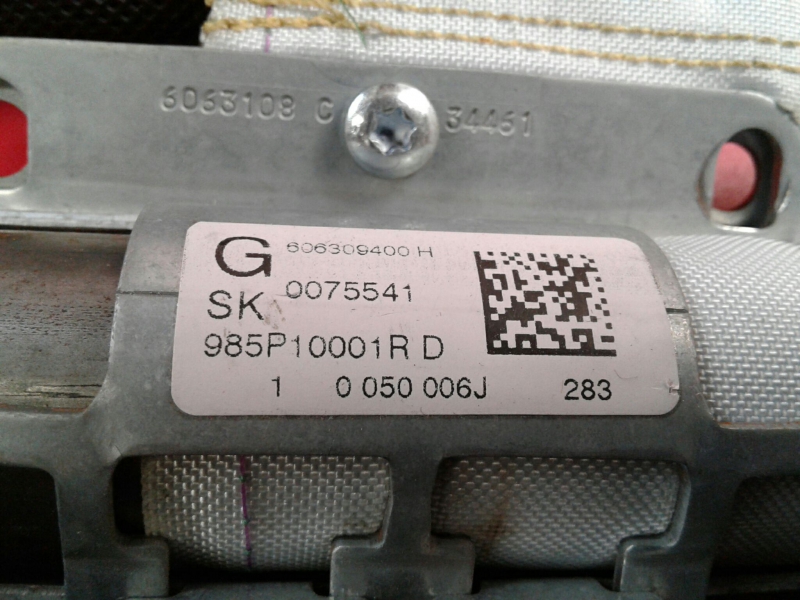 6063108 C 34461
G 606309400 H
SK 0075541
985P10001R D
1 0 050 006J 283